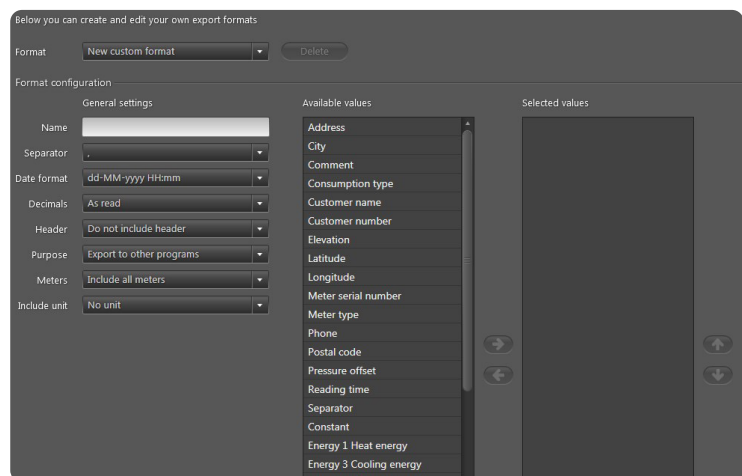 Below you can create and edit your own export formats
Format New custom format Delete
Format configuration
General settings
Name
Separator ,
Date format dd-MM-yyyy HH:mm
Decimals As read
Header Do not include header
Purpose Export to other programs
Meters Include all meters
Include unit No unit
Available values
Address
City
Comment
Consumption type
Customer name
Customer number
Elevation
Latitude
Longitude
Meter serial number
Meter type
Phone
Postal code
Pressure offset
Reading time
Separator
Constant
Energy 1 Heat energy
Energy 3 Cooling energy
Selected values